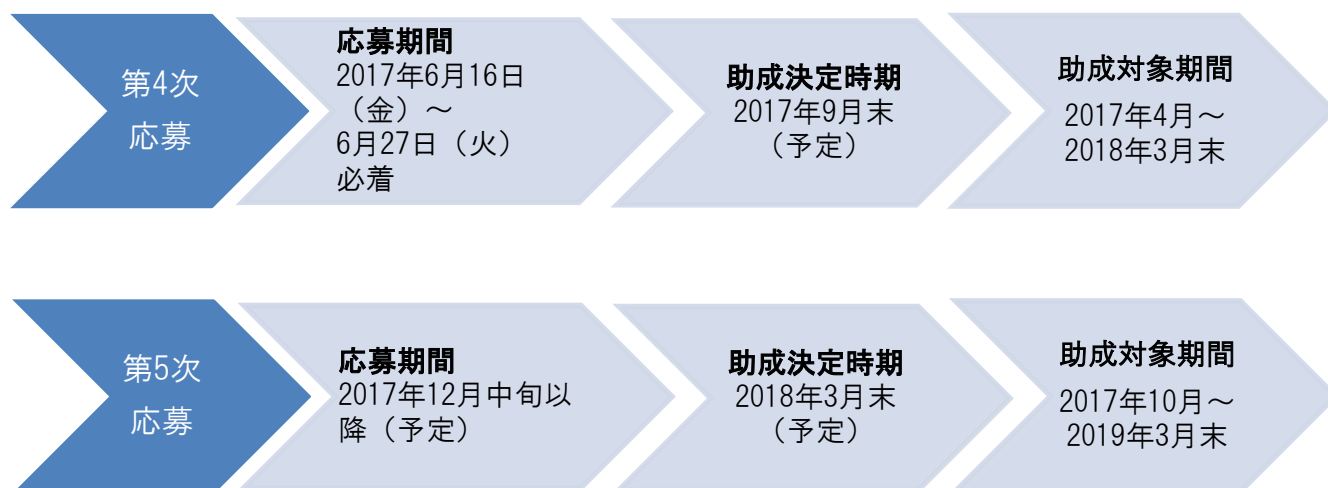 第4次
応募
応募期間
2017年6月16日
（金）～
6月27日（火）
必着
助成決定時期
2017年9月末
（予定）
助成対象期間
2017年4月～
2018年3月末
第5次
応募
応募期間
2017年12月中旬以
降（予定）
助成決定時期
2018年3月末
（予定）
助成対象期間
2017年10月～
2019年3月末